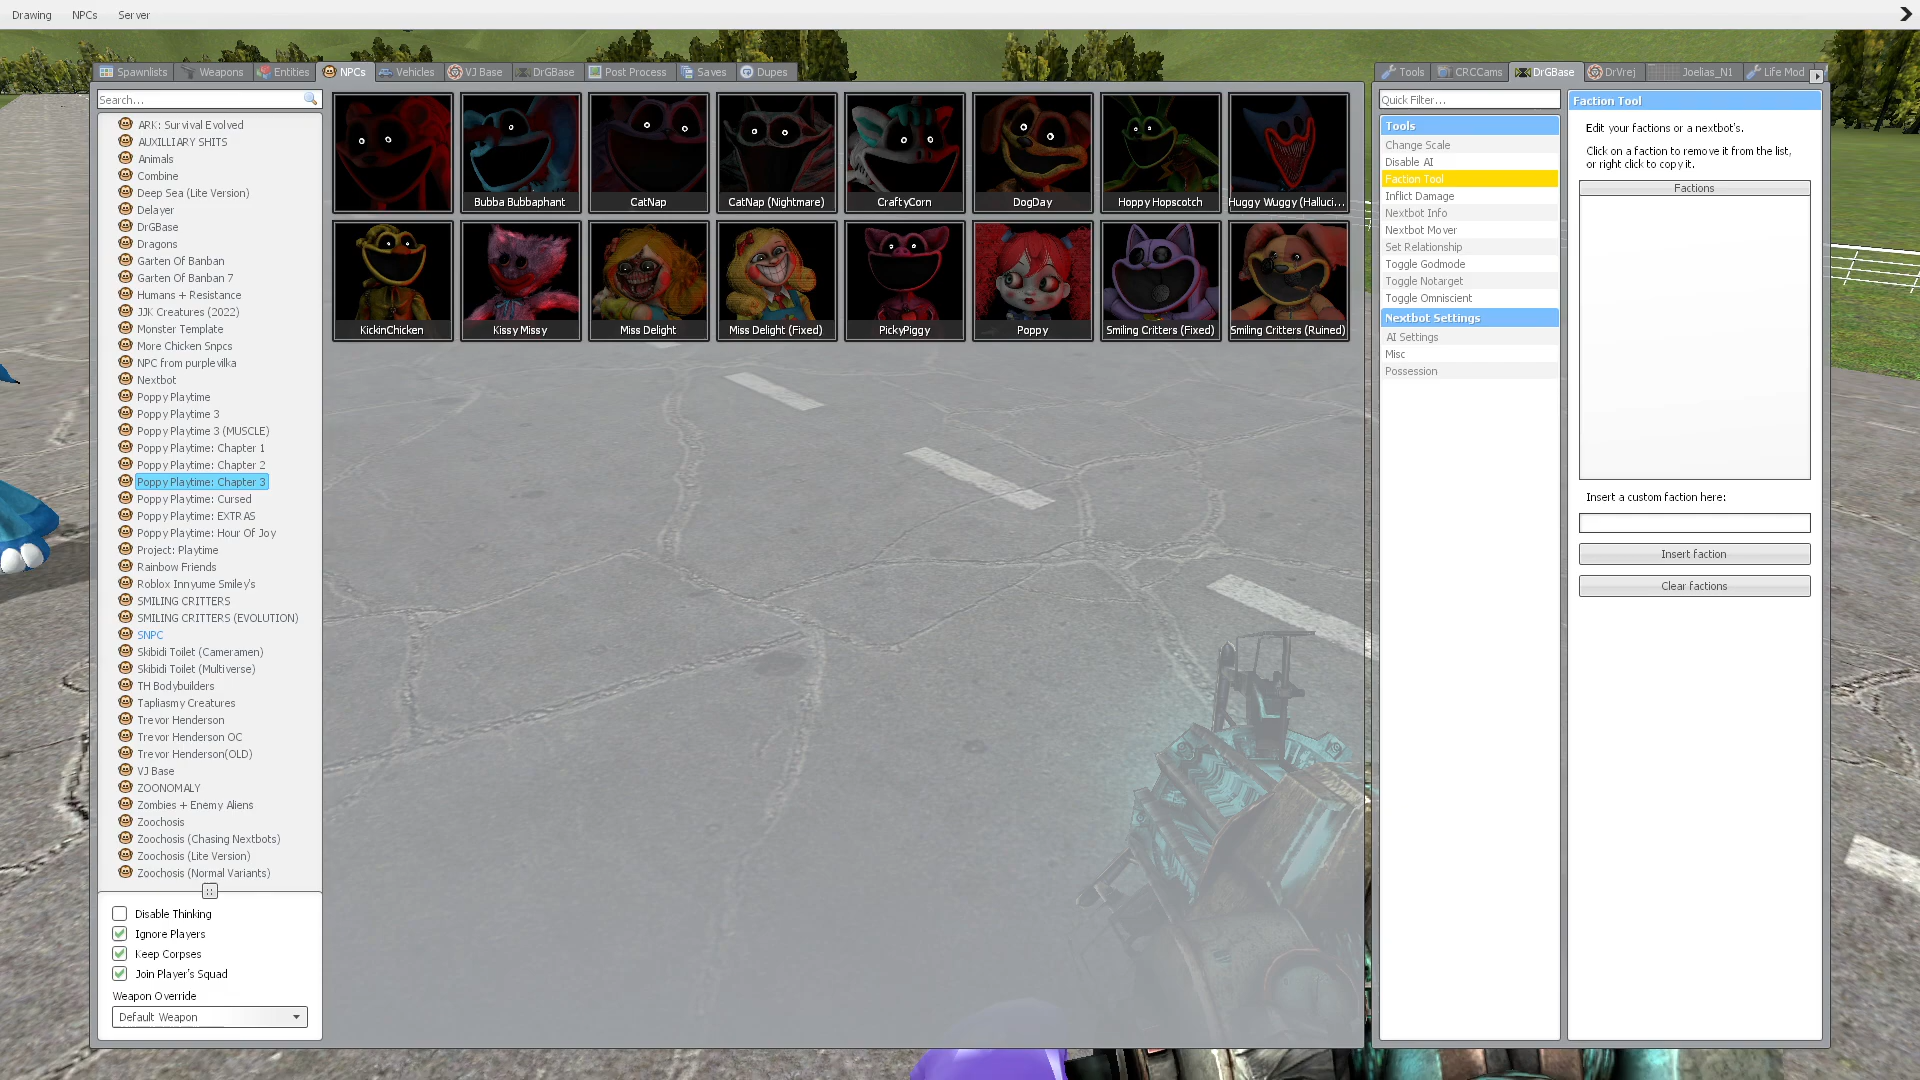 Drawing NPCs Server
Spawnlists Weapons Entities NPCs Vehicles VJ Base DrGBase Post Process Saves Dupes
Search...
ARK: Survival Evolved
AUXILLIARY SHITS
Animals
Combine
Deep Sea (Lite Version)
Delayer
DrGBase
Dragons
Garten Of Banban
Garten Of Banban 7
Humans + Resistance
JJK Creatures (2022)
Monster Template
More Chicken Snpcs
NPC from purplevilka
Nextbot
Poppy Playtime
Poppy Playtime 3
Poppy Playtime 3 (MUSCLE)
Poppy Playtime: Chapter 1
Poppy Playtime: Chapter 2
Poppy Playtime: Chapter 3
Poppy Playtime: Cursed
Poppy Playtime: EXTRAS
Poppy Playtime: Hour Of Joy
Project: Playtime
Rainbow Friends
Roblox Innyume Smiley's
SMILING CRITTERS
SMILING CRITTERS (EVOLUTION)
SNPC
Skibidi Toilet (Cameramen)
Skibidi Toilet (Multiverse)
TH Bodybuilders
Tapliasmy Creatures
Trevor Henderson
Trevor Henderson OC
Trevor Henderson(OLD)
VJ Base
ZOONOMALY
Zombies + Enemy Aliens
Zoochosis
Zoochosis (Chasing Nextbots)
Zoochosis (Lite Version)
Zoochosis (Normal Variants)
Disable Thinking
Ignore Players
Keep Corpses
Join Player's Squad
Weapon Override
Default Weapon
Bubba Bubbaphant CatNap CatNap (Nightmare) CraftyCorn DogDay Hoppy Hopscotch Huggy Wuggy (Halluci...
KickinChicken Kissy Missy Miss Delight Miss Delight (Fixed) PickyPiggy Poppy Smiling Critters (Fixed) Smiling Critters (Ruined)
Tools CRCCams DrGBase DrVrej Joelias_N1 Life Mod
Quick Filter...
Tools
Change Scale
Disable AI
Faction Tool
Inflict Damage
Nextbot Info
Nextbot Mover
Set Relationship
Toggle Godmode
Toggle Notarget
Toggle Omniscient
Nextbot Settings
AI Settings
Misc
Possession
Faction Tool
Edit your factions or a nextbot's.
Click on a faction to remove it from the list,
or right click to copy it.
Factions
Insert a custom faction here:
Insert faction
Clear factions